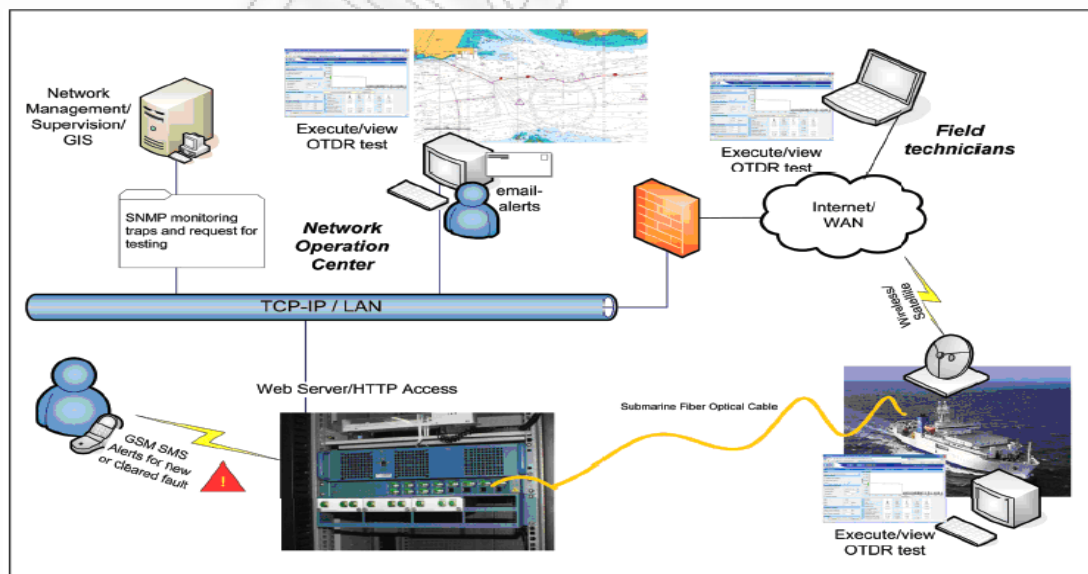 Network
Management/
Supervision/
GIS
SNMP monitoring
traps and request for
testing
Execute/view
OTDR test
email-
alerts
Network
Operation
Center
Execute/view
OTDR test
Field
technicians
Internet/
WAN
TCP-IP / LAN
Wireless/
Satellite
Web Server/HTTP Access
GSM SMS
Alerts for new
or cleared fault
!
Submarine Fiber Optical Cable
Execute/view
OTDR test